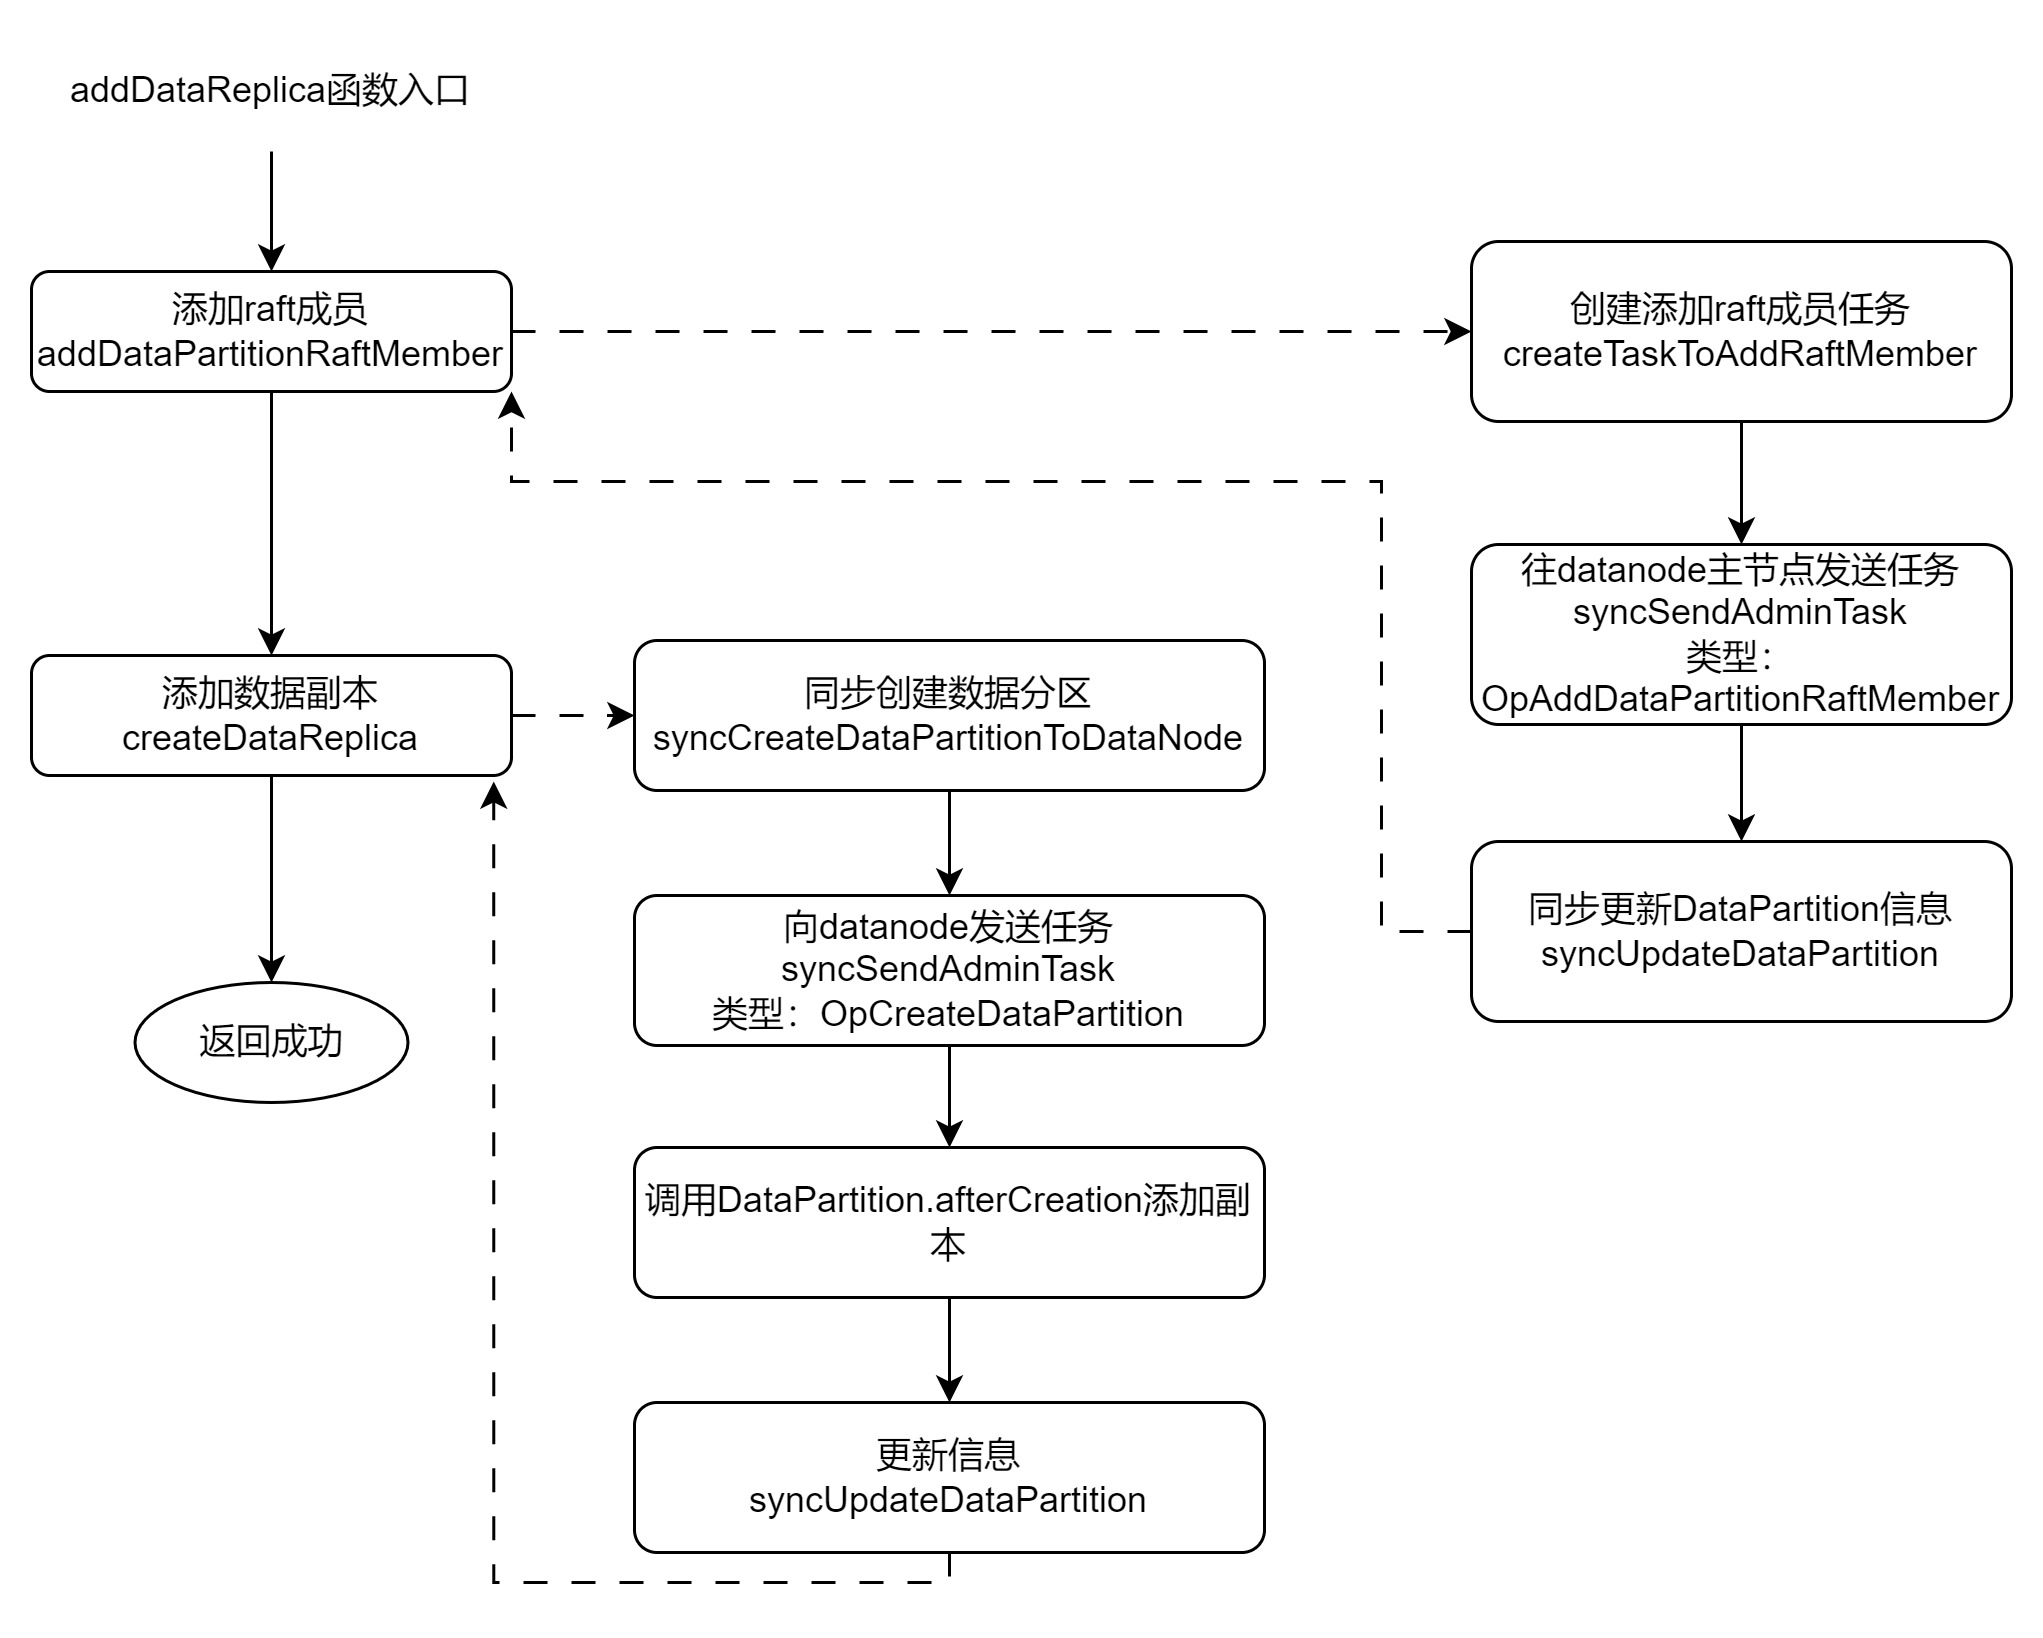 addDataReplica函数入口
添加raft成员
addDataPartitionRaftMember
创建添加raft成员任务
createTaskToAddRaftMember
往datanode主节点发送任务
syncSendAdminTask
类型：
OpAddDataPartitionRaftMember
同步更新DataPartition信息
syncUpdateDataPartition
添加数据副本
createDataReplica
同步创建数据分区
syncCreateDataPartitionToDataNode
向datanode发送任务
syncSendAdminTask
类型：OpCreateDataPartition
调用DataPartition.afterCreation添加副
本
更新信息
syncUpdateDataPartition
返回成功